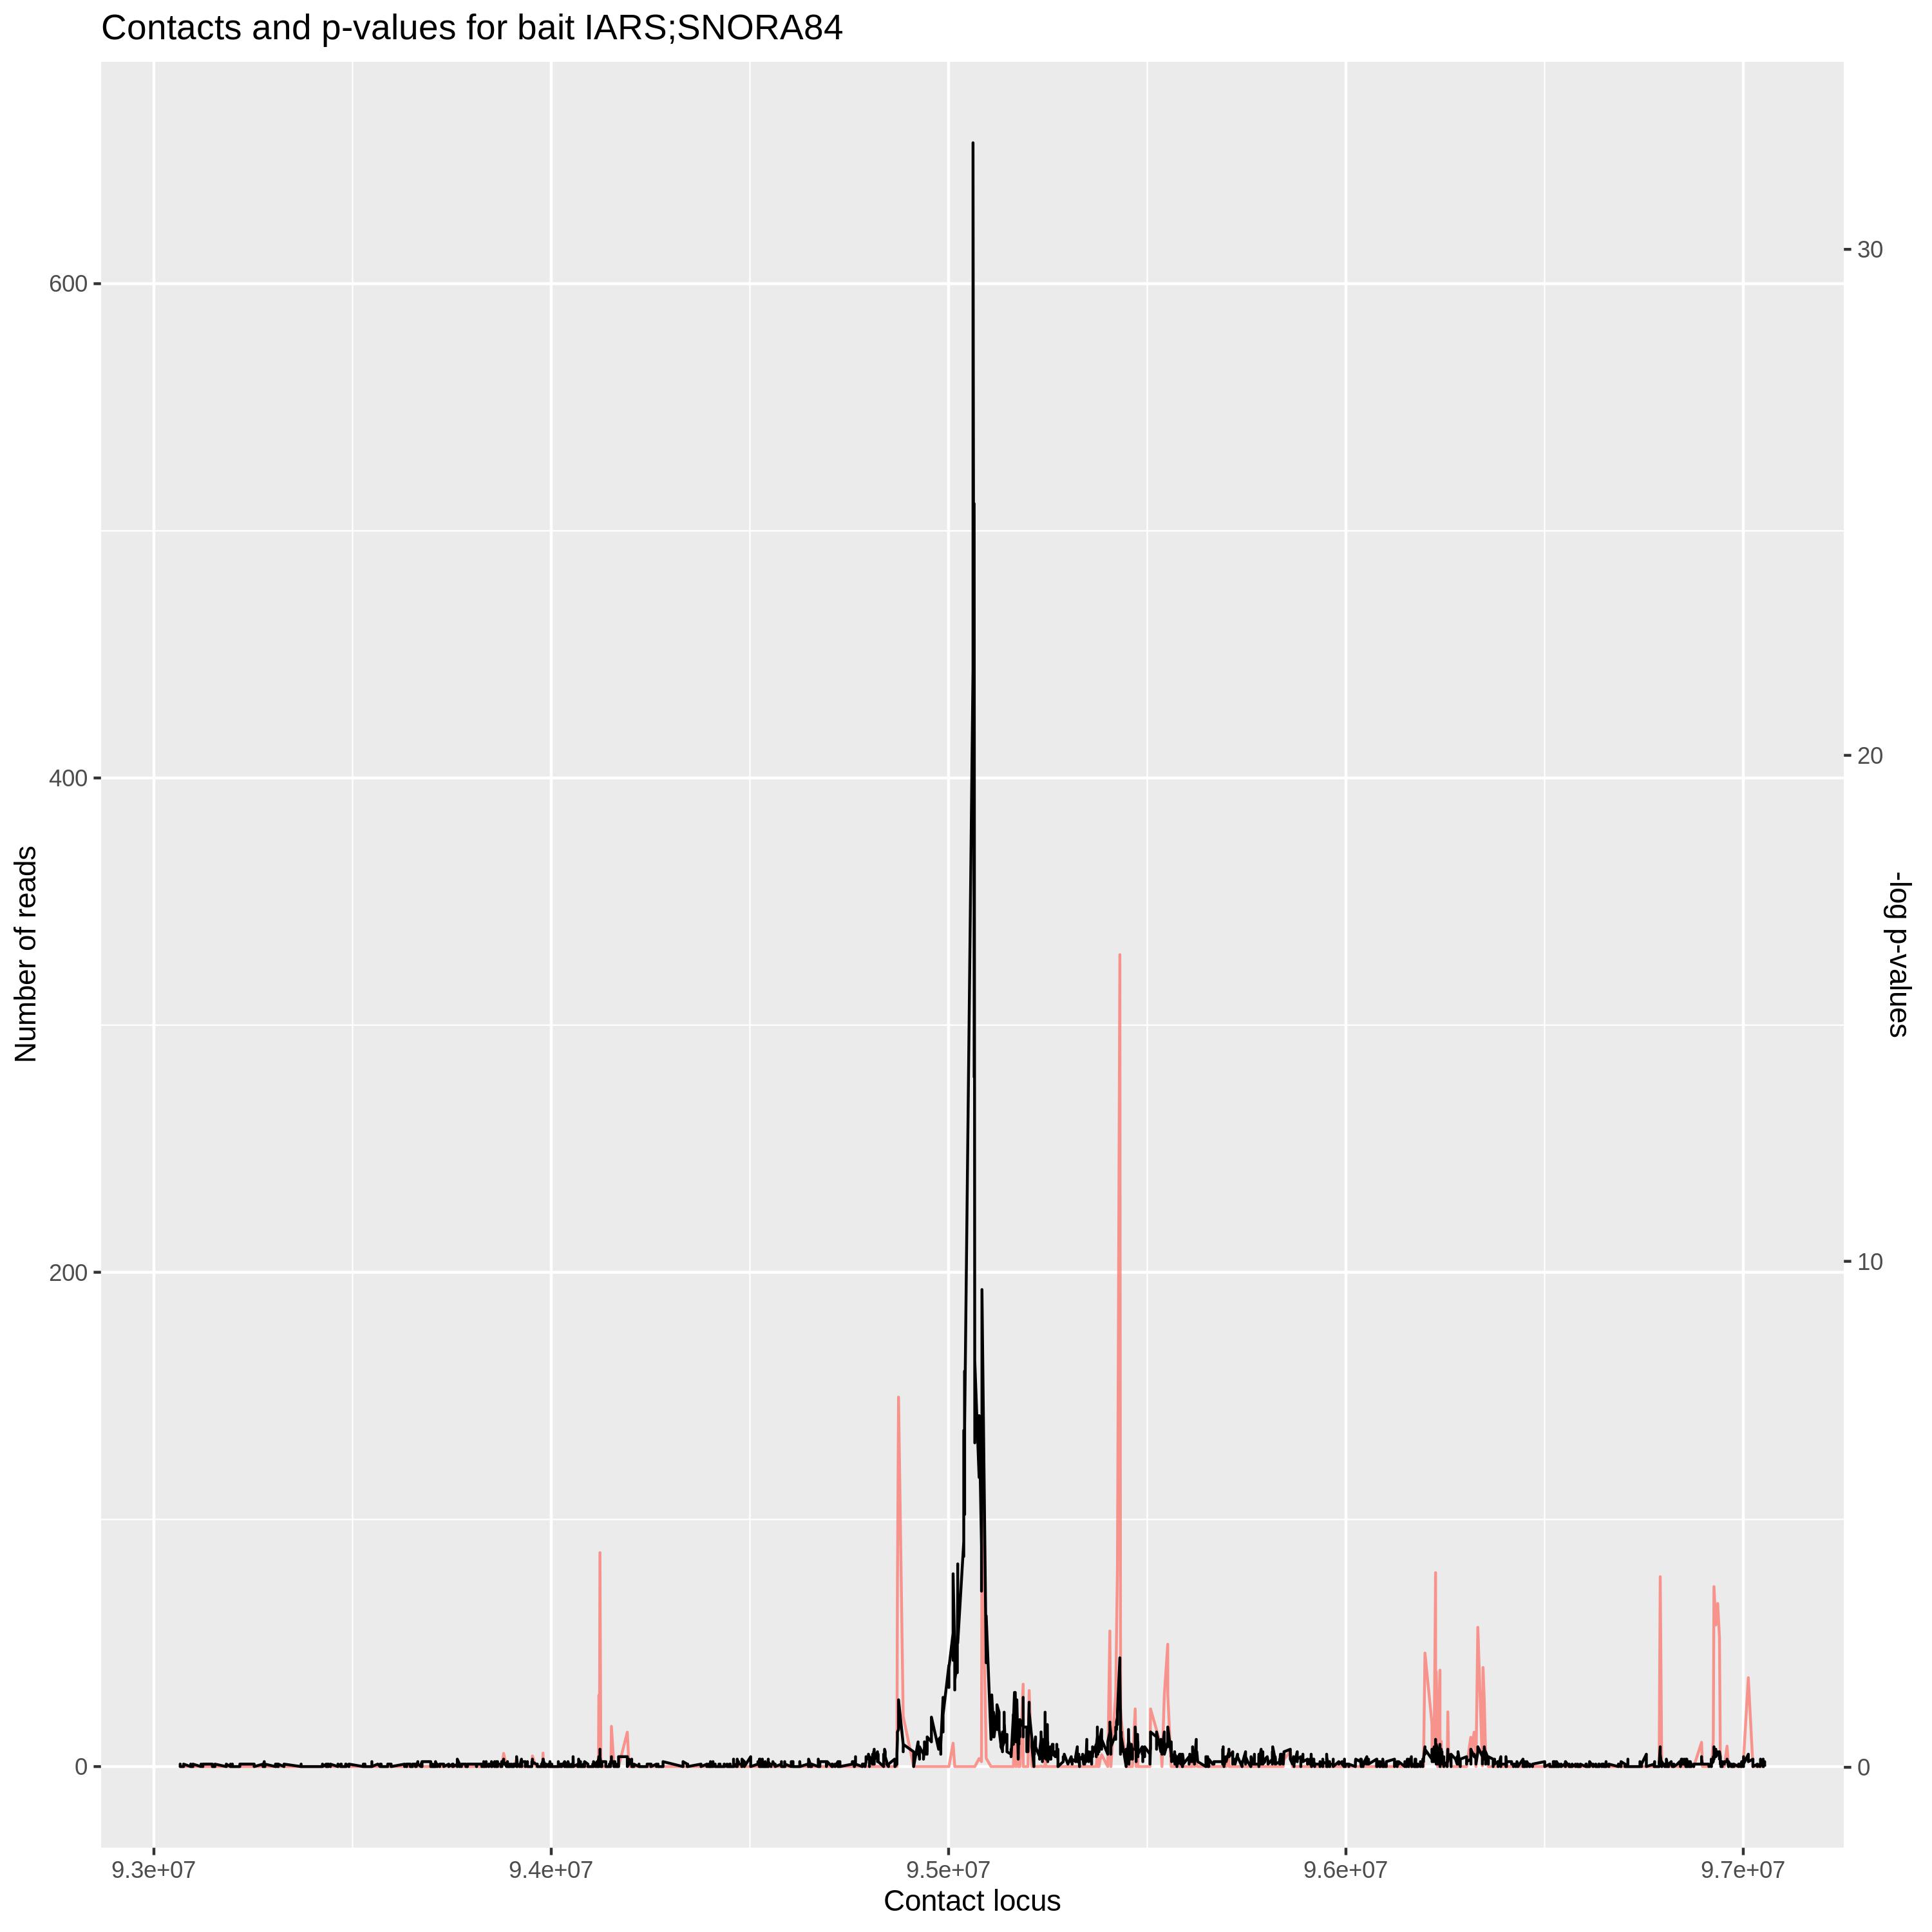 Contacts and p-values for bait IARS;SNORA84
600
400
200
0
30
20
10
0
Number of reads
-log p-values
9.3e+07 9.4e+07 9.5e+07 9.6e+07 9.7e+07
Contact locus